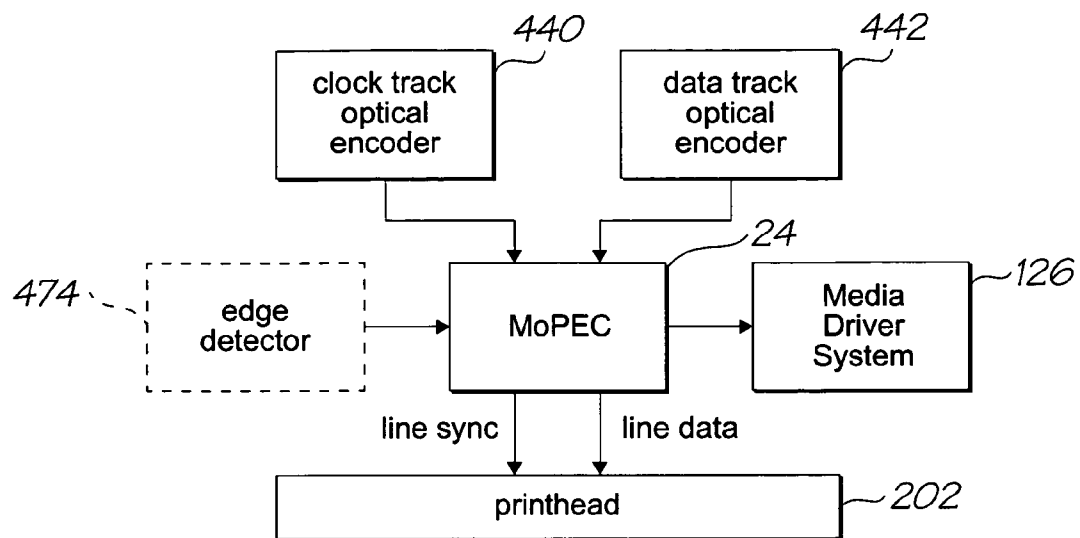 440
442
clock track
optical
encoder
data track
optical
encoder
24
474
edge
detector
MoPEC
Media
Driver
System
126
line sync
line data
printhead
202